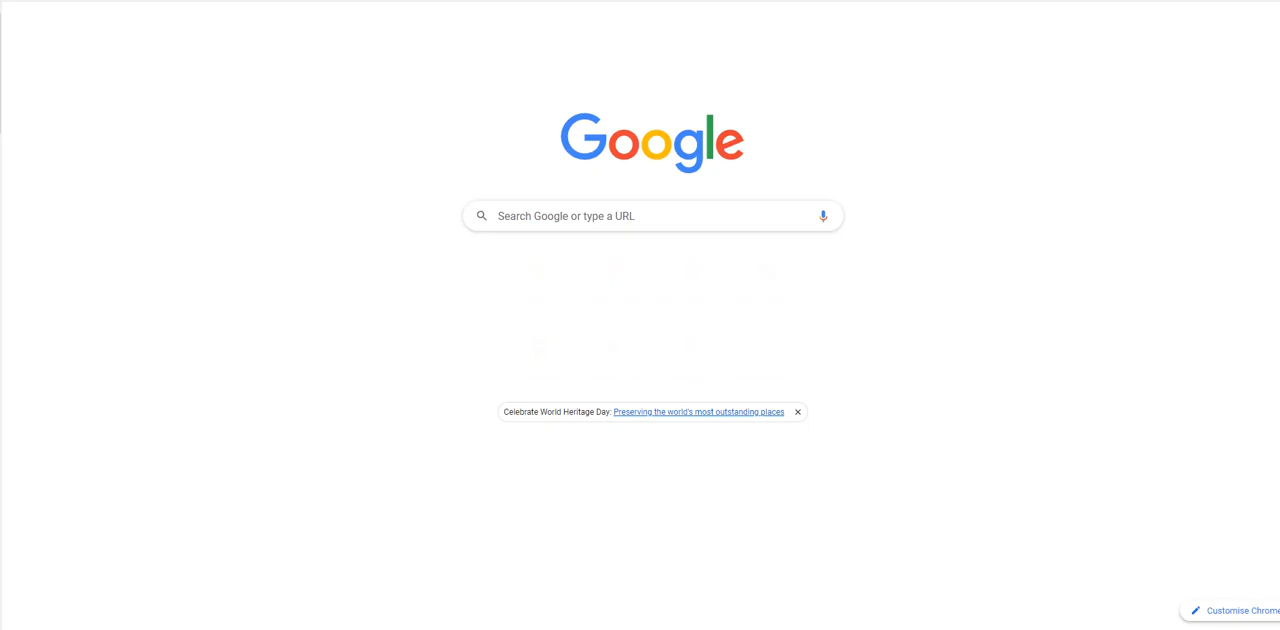 Google
Search Google or type a URL
Celebrate World Heritage Day: Preserving the world's most outstanding places
Customise Chrome